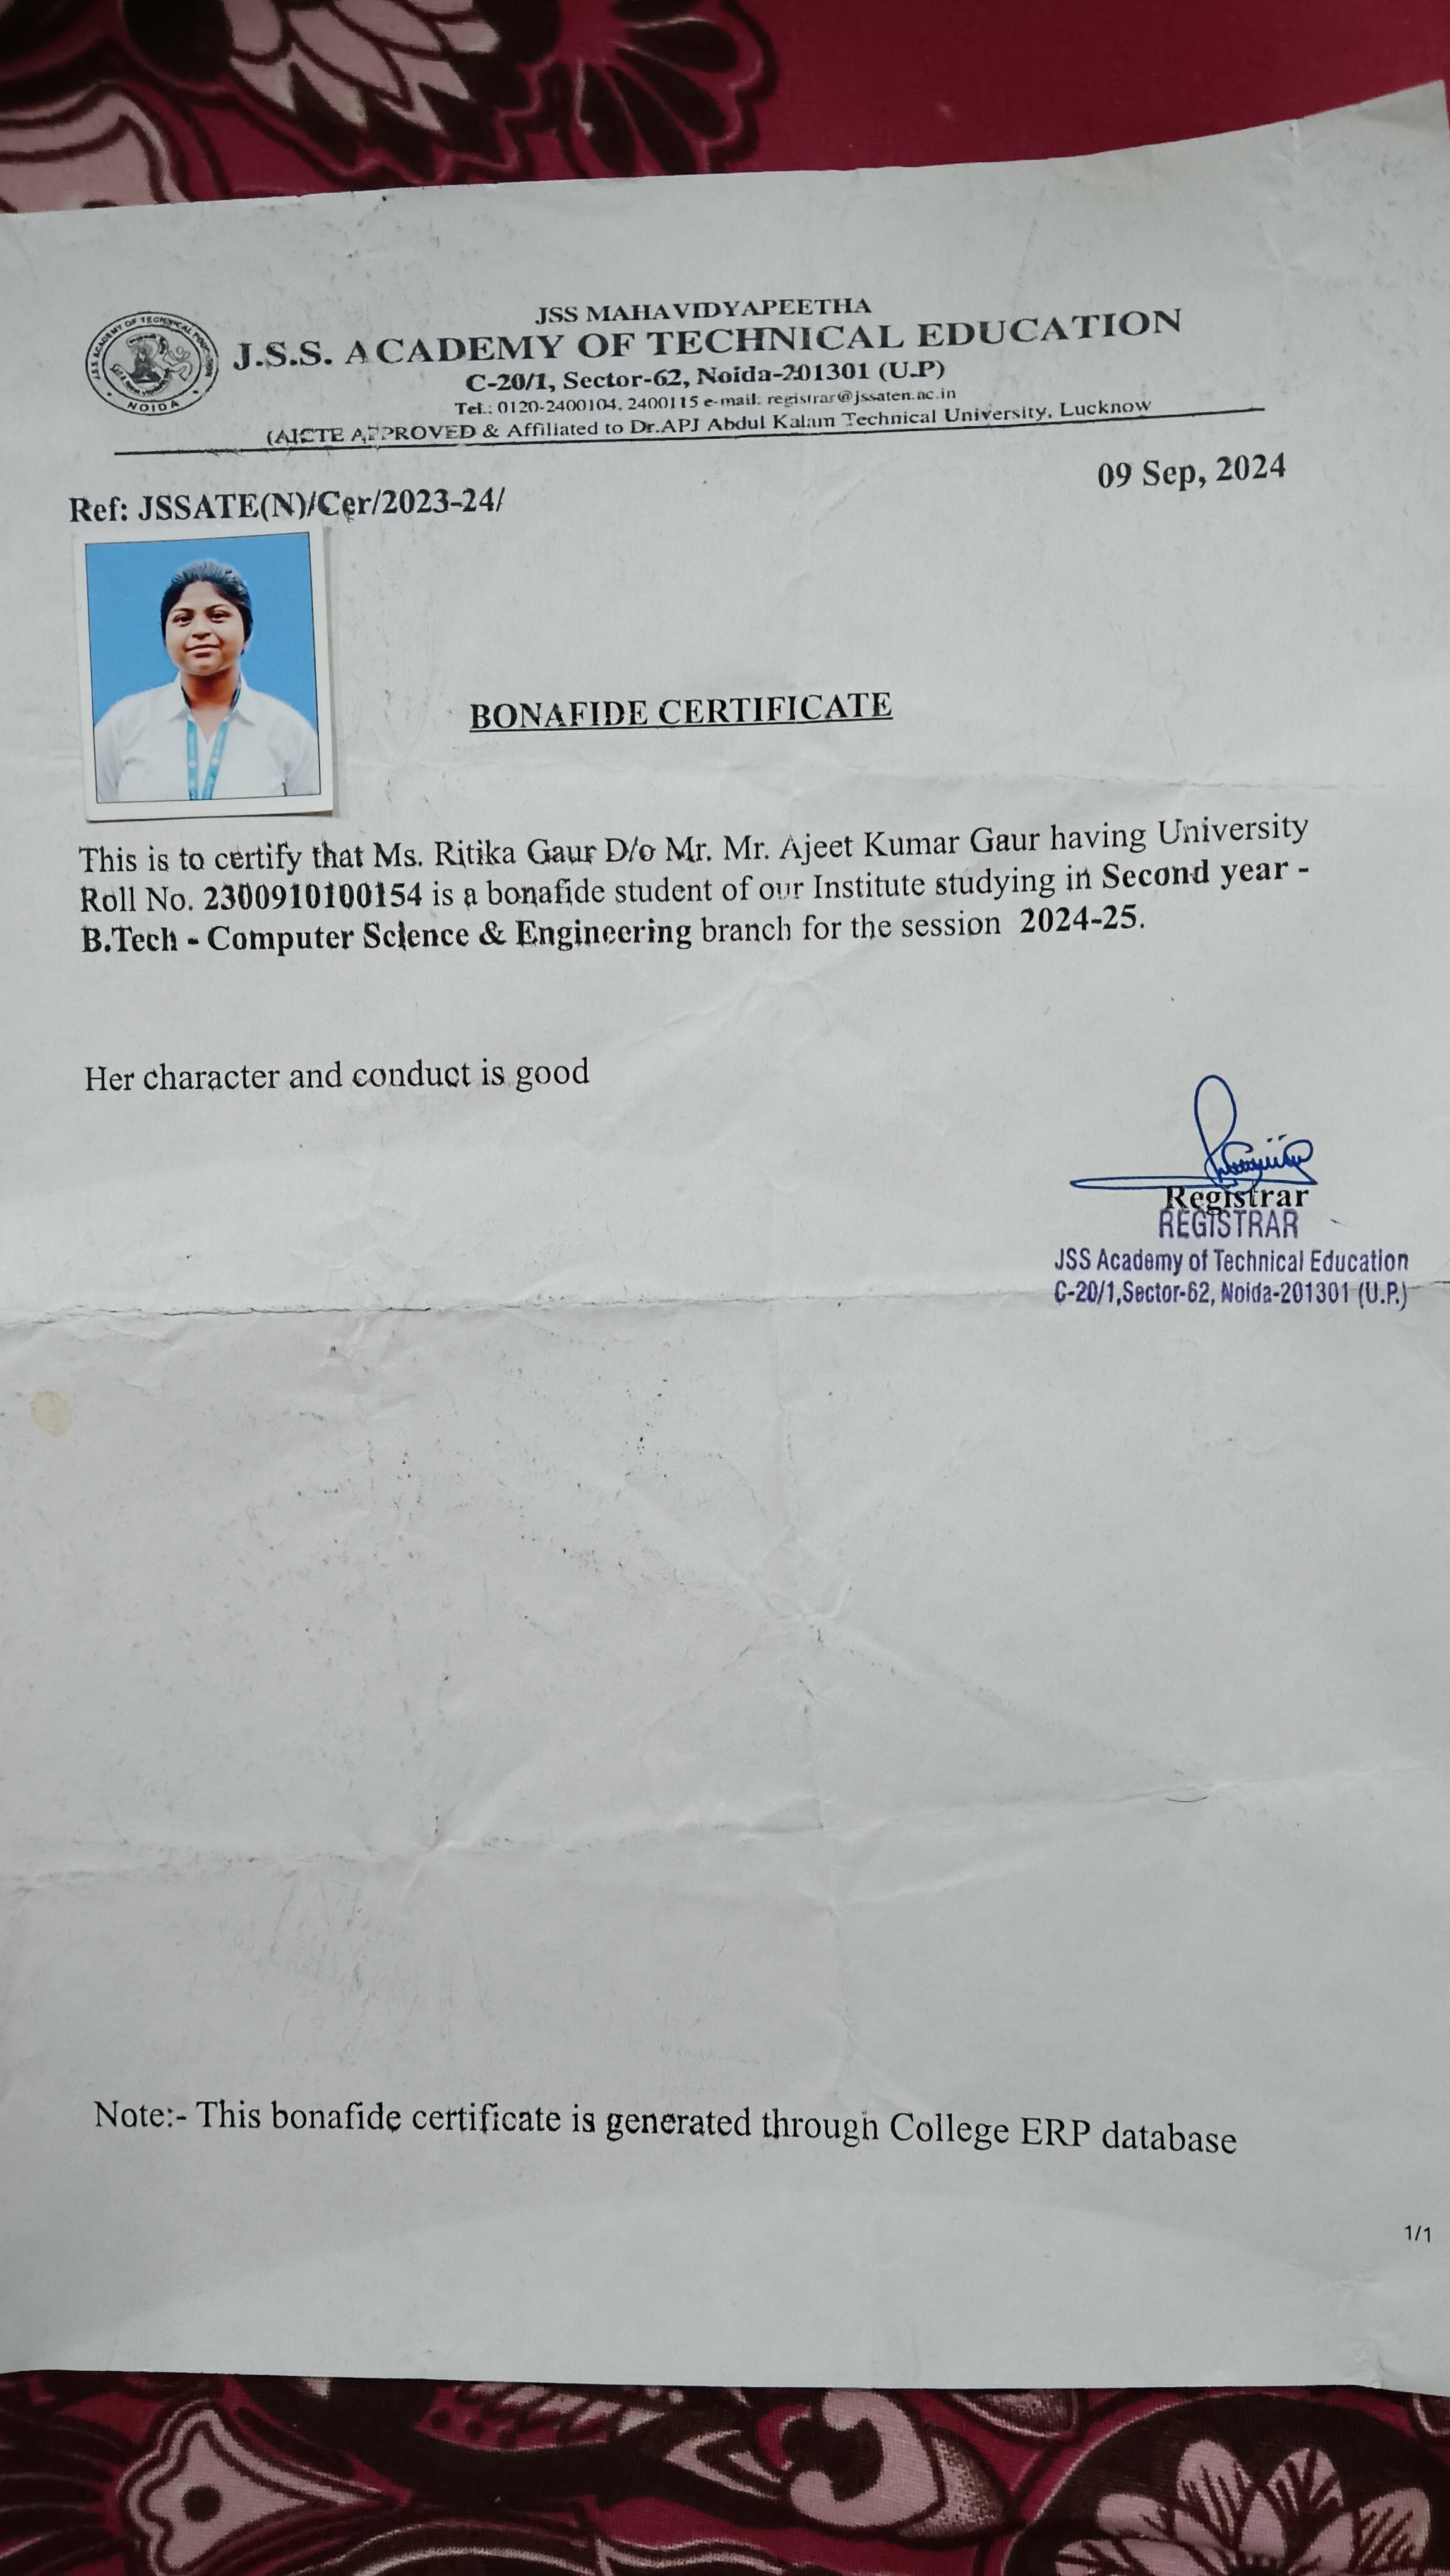 JSS MAHAVIDYAPEETHA
J.S.S. ACADEMY OF TECHNICAL EDUCATION
C-20/1, Sector-62, Noida-201301 (U.P)
Tel.: 0120-2400104, 2400115 e-mail: registrar@jssaten.ac.in
(AICTE APPROVED & Affiliated to Dr.APJ Abdul Kalam Technical University, Lucknow
NOIDA
09 Sep, 2024
Ref: JSSATE(N)/Cer/2023-24/
BONAFIDE CERTIFICATE
This is to certify that Ms. Ritika Gaur D/o Mr. Mr. Ajeet Kumar Gaur having University
Roll No. 2300910100154 is a bonafide student of our Institute studying in Second year -
B.Tech - Computer Science & Engineering branch for the session 2024-25.
Her character and conduct is good
Registrar
REGISTRAR
JSS Academy of Technical Education
C-20/1,Sector-62, Noida-201301 (U.P.)
Note:- This bonafide certificate is generated through College ERP database
1/1